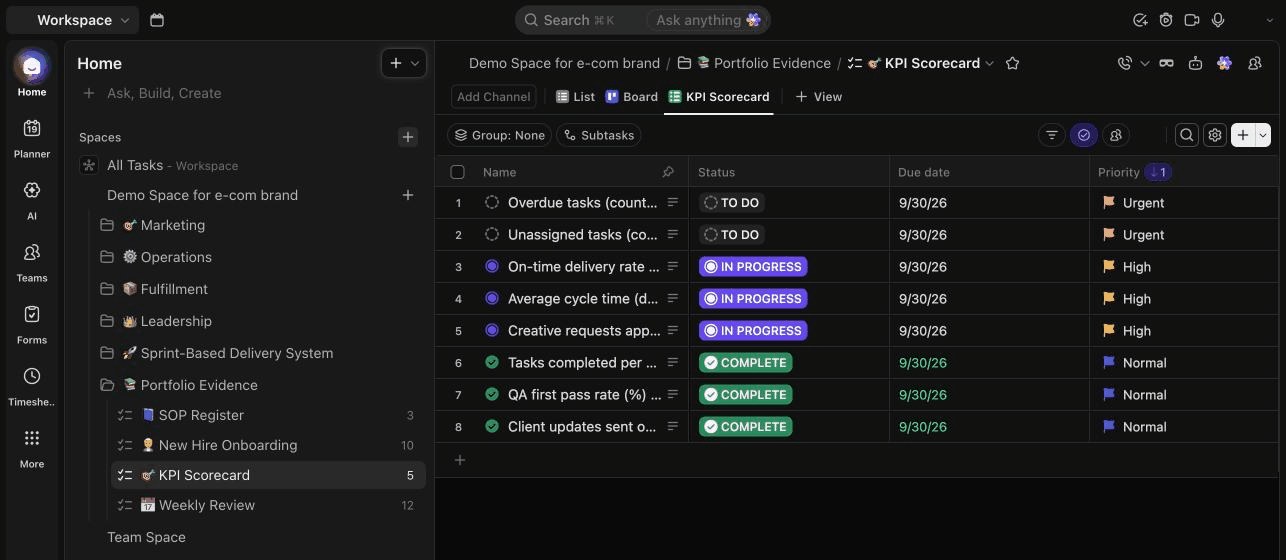 Workspace
Search ⌘ K Ask anything
Home
Planner
AI
Teams
Forms
Timeshe..
More
Home
Ask, Build, Create
Spaces
All Tasks - Workspace
Demo Space for e-com brand
Marketing
Operations
Fulfillment
Leadership
Sprint-Based Delivery System
Portfolio Evidence
SOP Register 3
New Hire Onboarding 10
KPI Scorecard 5
Weekly Review 12
Team Space
Demo Space for e-com brand / Portfolio Evidence / KPI Scorecard
Add Channel List Board KPI Scorecard + View
Group: None Subtasks
Name Status Due date Priority ↓ 1
1 Overdue tasks (count... TO DO 9/30/26 Urgent
2 Unassigned tasks (co... TO DO 9/30/26 Urgent
3 On-time delivery rate ... IN PROGRESS 9/30/26 High
4 Average cycle time (d... IN PROGRESS 9/30/26 High
5 Creative requests app... IN PROGRESS 9/30/26 High
6 Tasks completed per ... COMPLETE 9/30/26 Normal
7 QA first pass rate (%) ... COMPLETE 9/30/26 Normal
8 Client updates sent o... COMPLETE 9/30/26 Normal